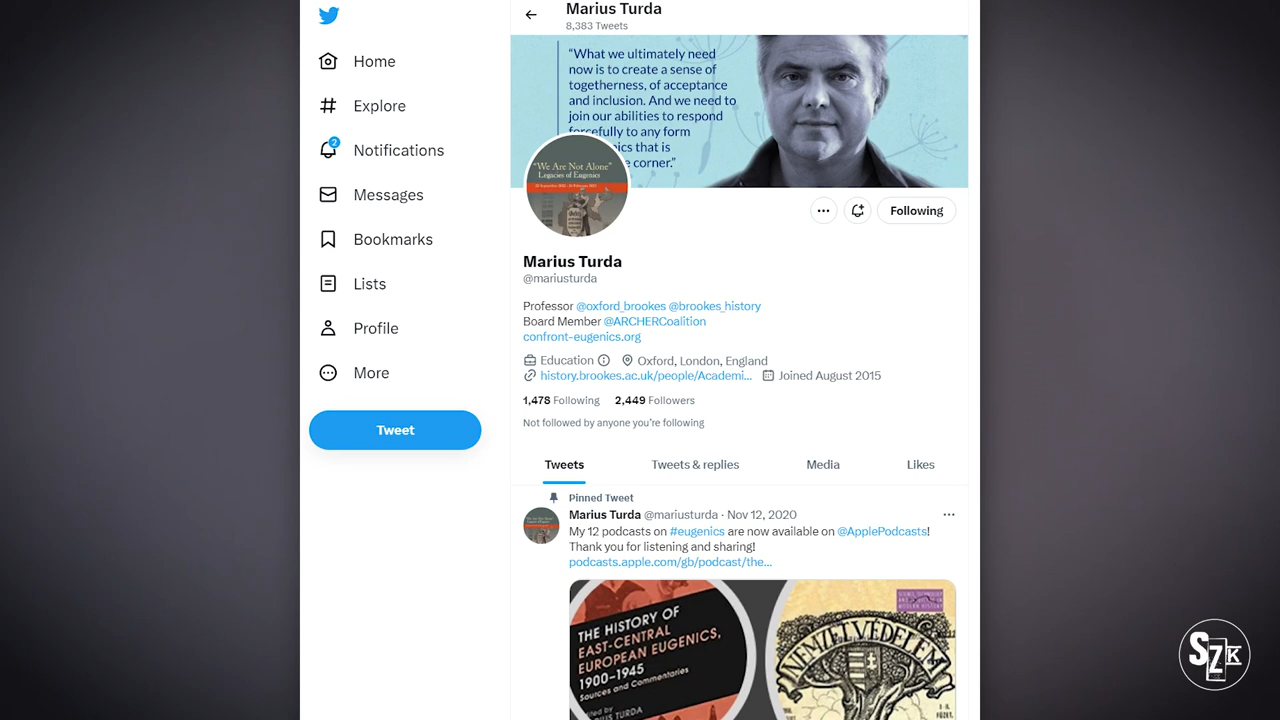 Marius Turda
8,383 Tweets
Home
Explore
2
Notifications
Messages
Bookmarks
Lists
Profile
More
Tweet
“What we ultimately need
now is to create a sense of
togetherness, of acceptance
and inclusion. And we need to
join our abilities to respond
forcefully to any form
ics that is
corner.”
“We Are Not Alone”
Legacies of Eugenics
Following
Marius Turda
@mariusturda
Professor @oxford_brookes @brookes_history
Board Member @ARCHERCoalition
confront-eugenics.org
Education Oxford, London, England
history.brookes.ac.uk/people/Academi... Joined August 2015
1,478 Following 2,449 Followers
Not followed by anyone you’re following
Tweets Tweets & replies Media Likes
Pinned Tweet
Marius Turda @mariusturda · Nov 12, 2020
My 12 podcasts on #eugenics are now available on @ApplePodcasts!
Thank you for listening and sharing!
podcasts.apple.com/gb/podcast/the...
THE HISTORY OF
EAST-CENTRAL
EUROPEAN EUGENICS,
1900–1945
Sources and Commentaries
MARIUS TURDA
NEMZETVÉDELEM
SZK